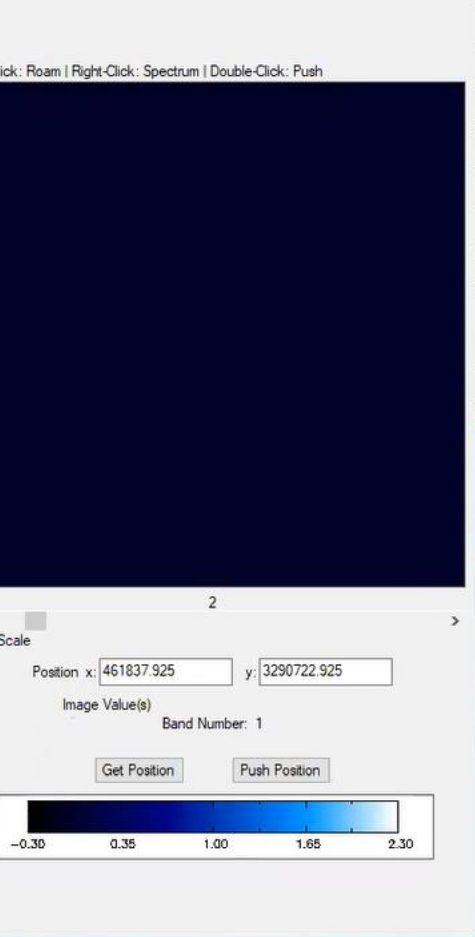 ick: Roam | Right-Click: Spectrum | Double-Click: Push
2
>
Scale
Position x: 461837.925 y: 3290722.925
Image Value(s)
Band Number: 1
Get Position Push Position
-0.30 0.35 1.00 1.65 2.30